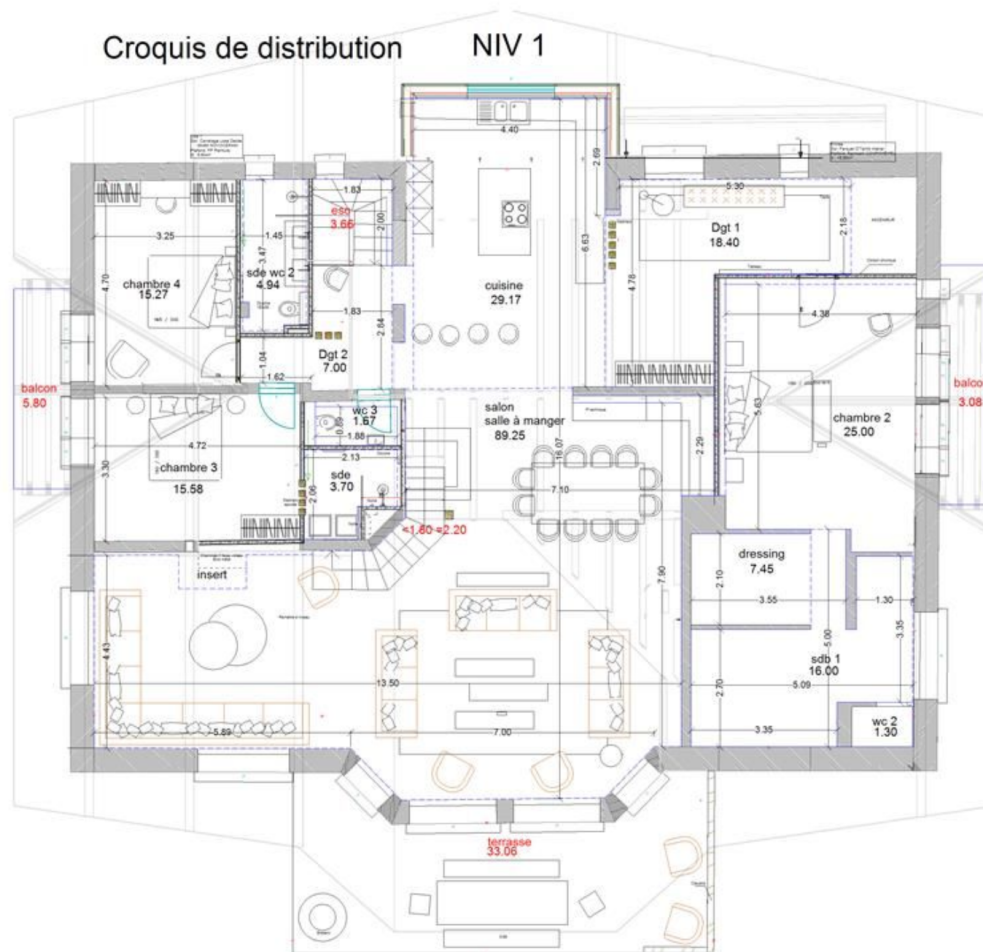 Croquis de distribution NIV 1
4.40
2.69
1.83
esc
3.66
2.00
5.30
Dgt 1
18.40
2.18
ASCENSEUR
3.25
1.45
3.47
sde wc 2
4.94
6.63
4.70
chambre 4
15.27
cuisine
29.17
4.78
1.83
2.84
4.38
Dgt 2
7.00
1.04
1.62
balcon
5.80
balcon
3.08
wc 3
1.67
0.89
1.88
salon
salle à manger
89.25
5.63
chambre 2
25.00
4.72
chambre 3
15.58
3.30
2.13
sde
3.70
2.06
16.07
2.29
7.10
<1.80 =2.20
insert
dressing
7.45
2.10
3.55
1.30
7.90
5.00
3.35
4.43
13.50
sdb 1
16.00
5.09
2.70
wc 2
1.30
3.35
5.89
7.00
terrasse
33.06